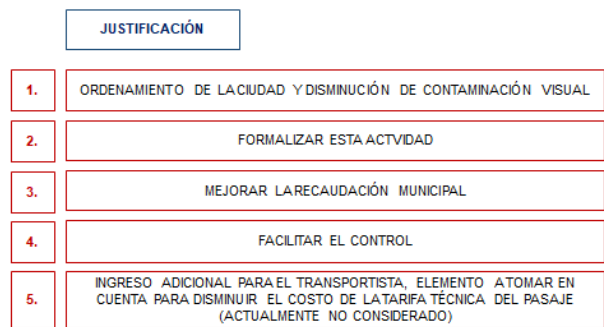 JUSTIFICACIÓN
1. ORDENAMIENTO DE LACIUDAD Y DISMINUCIÓN DE CONTAMINACIÓN VISUAL
2. FORMALIZAR ESTA ACTVIDAD
3. MEJORAR LA RECAUDACIÓN MUNICIPAL
4. FACILITAR EL CONTROL
5. INGRESO ADICIONAL PARA EL TRANSPORTISTA, ELEMENTO ATOMAR EN
CUENTA PARA DISMINUIR EL COSTO DE LATARIFA TÉCNICA DEL PASAJE
(ACTUALMENTE NO CONSIDERADO)